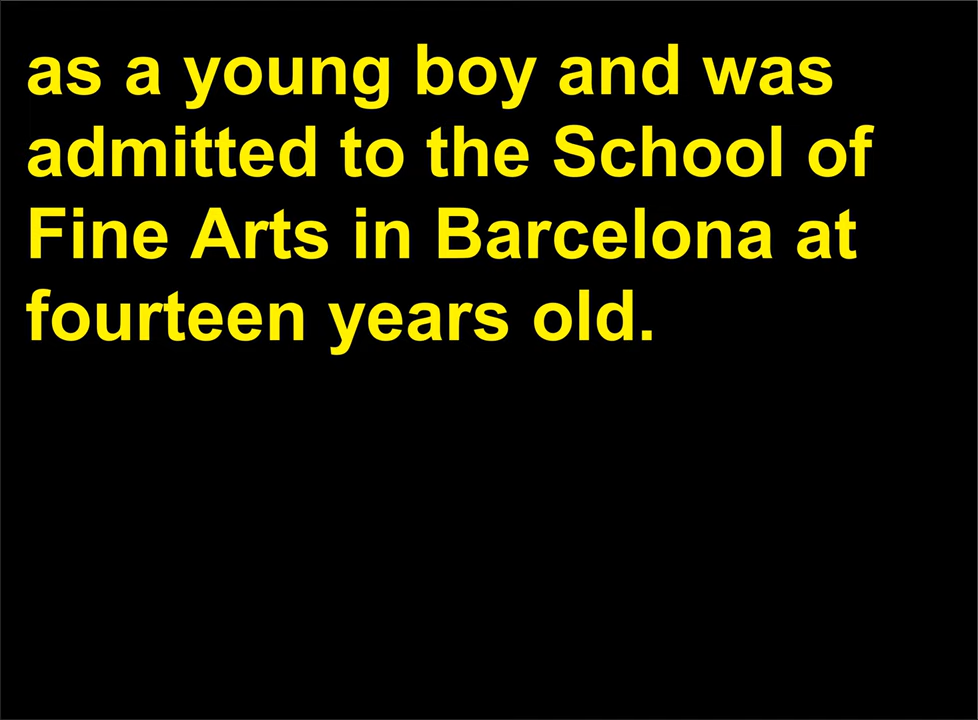 as a young boy and was
admitted to the School of
Fine Arts in Barcelona at
fourteen years old.